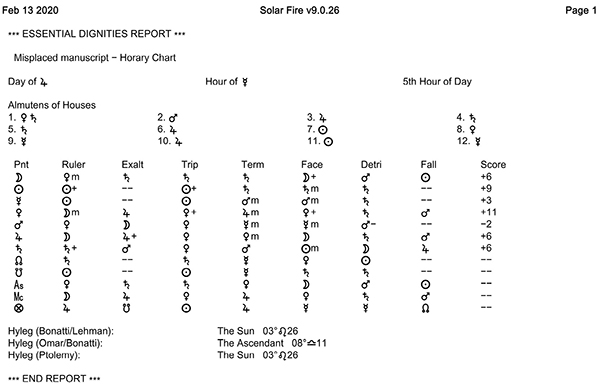 Feb 13 2020 Solar Fire v9.0.26 Page 1
*** ESSENTIAL DIGNITIES REPORT ***
Misplaced manuscript − Horary Chart
Day of ♃ Hour of ☿ 5th Hour of Day
Almutens of Houses
1. ♀ ♄ 2. ♂ 3. ♃ 4. ♄
5. ♄ 6. ♃ 7. ☉ 8. ♀
9. ☿ 10. ♃ 11. ☉ 12. ☿
Pnt Ruler Exalt Trip Term Face Detri Fall Score
☽ ♀m ♄ ♄ ♄ ☽+ ♂ ☉ +6
☉ ☉+ −− ☉+ ♄ ♄m ♄ −− +9
☿ ☉ −− ☉ ♂m ♂m ♄ −− +3
♀ ☽m ♃ ♀+ ♃m ♀+ ♄ ♂ +11
♂ ♀ ☽ ♀ ☿m ☿m ♂− −− −2
♃ ☽ ♃+ ♀ ♀m ☽ ♄ ♂ +6
♄ ♄+ ♂ ♀ ♂ ☉m ☽ ♃ +6
☊ ♄ −− ♄ ☿ ♀ ☉ −− −−
☋ ☉ −− ☉ ☿ ♄ ♄ −− −−
As ♀ ♄ ♄ ♀ ☽ ♂ ☉ −−
Mc ☽ ♃ ♀ ♃ ♀ ♄ ♂ −−
⊗ ♃ ☋ ☉ ♃ ☿ ☿ ☊ −−
Hyleg (Bonatti/Lehman): The Sun 03°♌26
Hyleg (Omar/Bonatti): The Ascendant 08°♎11
Hyleg (Ptolemy): The Sun 03°♌26
*** END REPORT ***